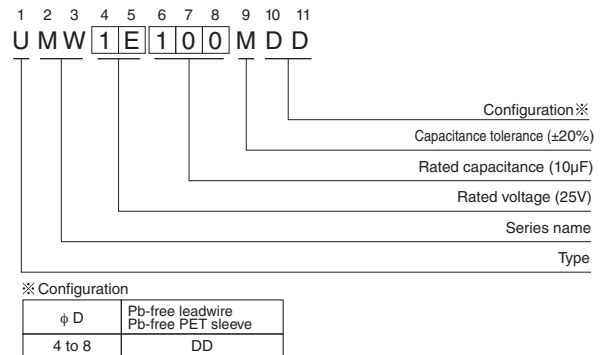 1 2 3 4 5 6 7 8 9 10 11
U M W 1 E 1 0 0 M D D
Configuration※
Capacitance tolerance (±20%)
Rated capacitance (10µF)
Rated voltage (25V)
Series name
Type
※ Configuration
ϕ D
Pb-free leadwire
Pb-free PET sleeve
4 to 8
DD